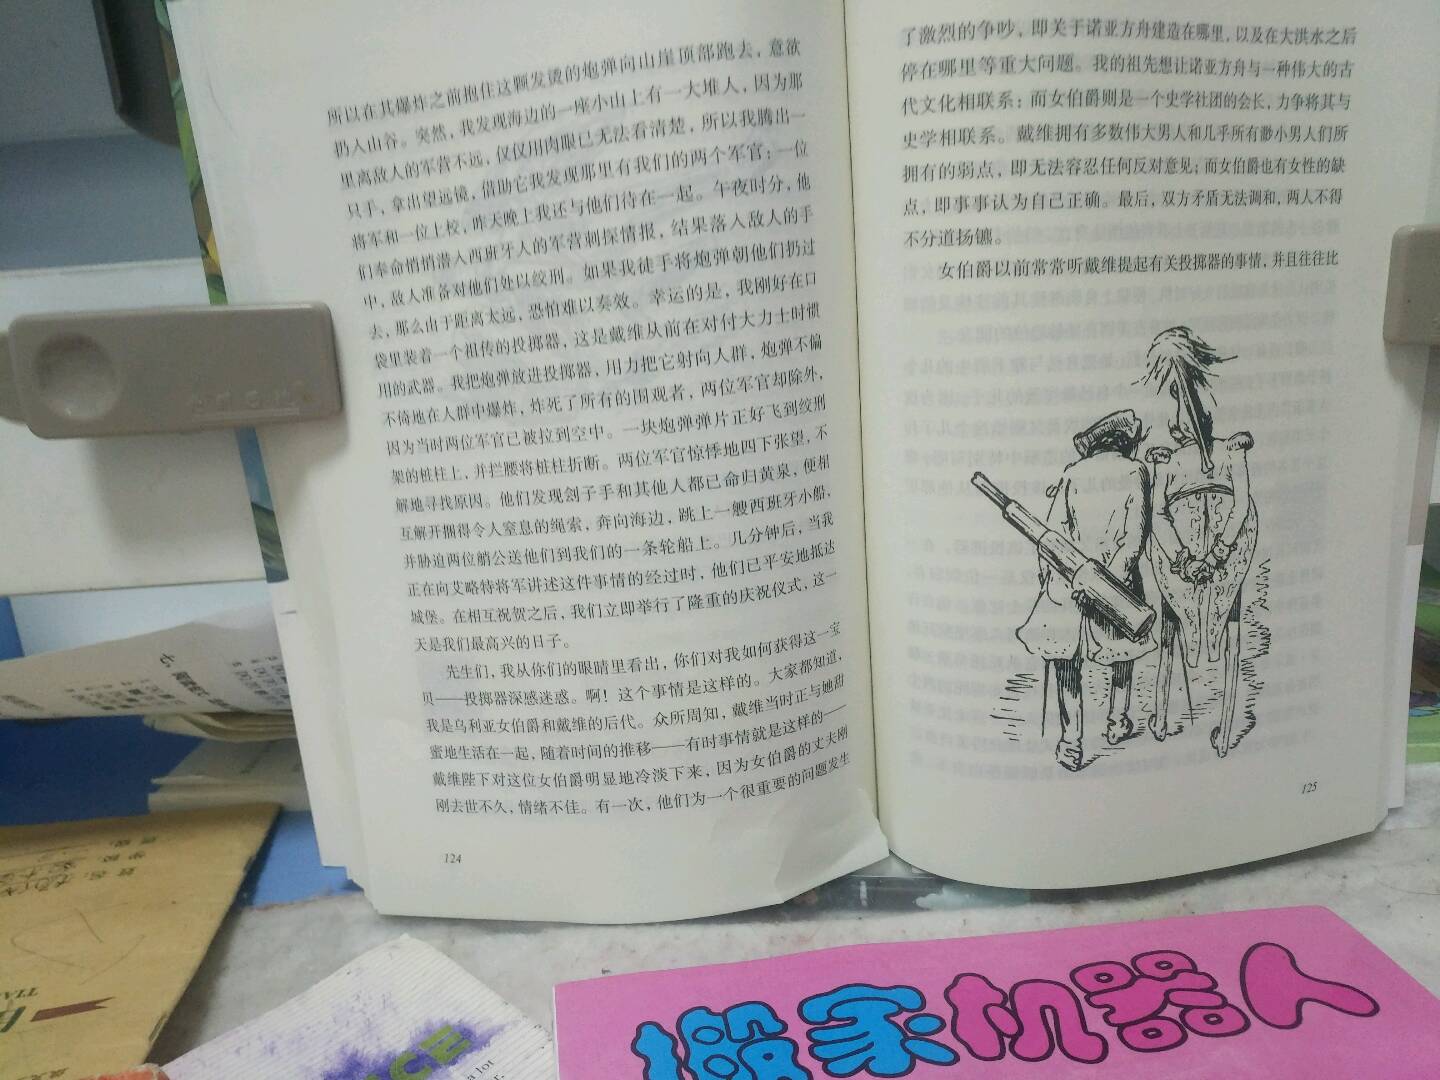 所以在其爆炸之前抱住这颗发烫的炮弹向山崖顶部跑去，意欲
扔入山谷。突然，我发现海边的一座小山上有一大堆人，因为那
里离敌人的军营不远，仅仅用肉眼已无法看清楚，所以我腾出一
只手，拿出望远镜，借助它我发现那里有我们的两个军官：一位
将军和一位上校，昨天晚上我还与他们待在一起。午夜时分，他
们奉命悄悄潜入西班牙人的军营刺探情报，结果落入敌人的手
中，敌人准备对他们处以绞刑。如果我徒手将炮弹朝他们扔过
去，那么由于距离太远，恐怕难以奏效。幸运的是，我刚好在口
袋里装着一个祖传的投掷器，这是戴维从前在对付大力士时惯
用的武器。我把炮弹放进投掷器，用力把它射向人群，炮弹不偏
不倚地在人群中爆炸，炸死了所有的围观者，两位军官却除外，
因为当时两位军官已被拉到空中。一块炮弹弹片正好飞到绞刑
架的桩柱上，并拦腰将桩柱折断。两位军官惊悸地四下张望，不
解地寻找原因。他们发现刽子手和其他人都已命归黄泉，便相
互解开捆得令人窒息的绳索，奔向海边，跳上一艘西班牙小船，
并胁迫两位艄公送他们到我们的一条轮船上。几分钟后，当我
正在向艾略特将军讲述这件事情的经过时，他们已平安地抵达
城堡。在相互祝贺之后，我们立即举行了隆重的庆祝仪式，这一
天是我们最高兴的日子。
先生们，我从你们的眼睛里看出，你们对我如何获得这一宝
贝——投掷器深感迷惑。啊！这个事情是这样的。大家都知道，
我是乌利亚女伯爵和戴维的后代。众所周知，戴维当时正与她甜
蜜地生活在一起，随着时间的推移——有时事情就是这样的——
戴维陛下对这位女伯爵明显地冷淡下来，因为女伯爵的丈夫刚
刚去世不久，情绪不佳。有一次，他们为一个很重要的问题发生
124
了激烈的争吵，即关于诺亚方舟建造在哪里，以及在大洪水之后
停在哪里等重大问题。我的祖先想让诺亚方舟与一种伟大的古
代文化相联系；而女伯爵则是一个史学社团的会长，力争将其与
史学相联系。戴维拥有多数伟大男人和几乎所有渺小男人们所
拥有的弱点，即无法容忍任何反对意见；而女伯爵也有女性的缺
点，即事事认为自己正确。最后，双方矛盾无法调和，两人不得
不分道扬镳。
女伯爵以前常常听戴维提起有关投掷器的事情，并且往往比
125
搬家机器人